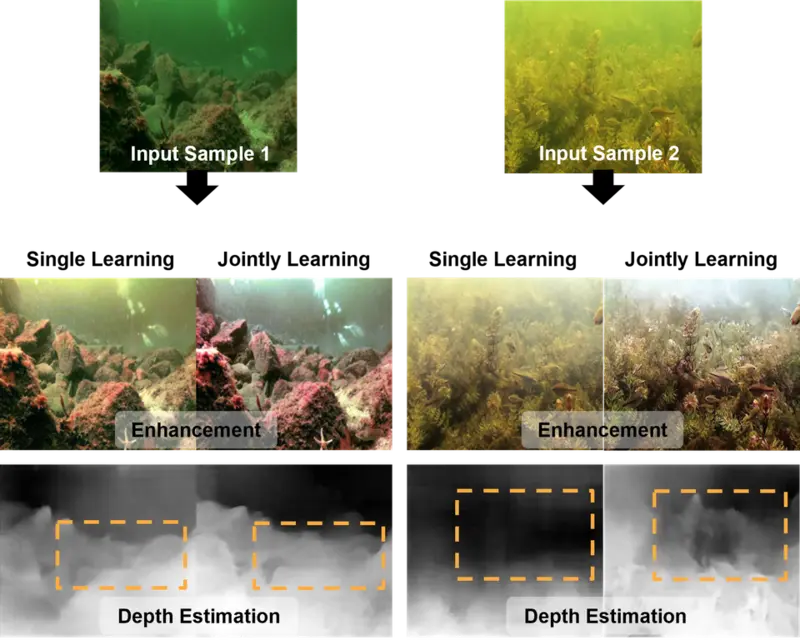 Input Sample 1
Input Sample 2
Single Learning
Jointly Learning
Single Learning
Jointly Learning
Enhancement
Enhancement
Depth Estimation
Depth Estimation